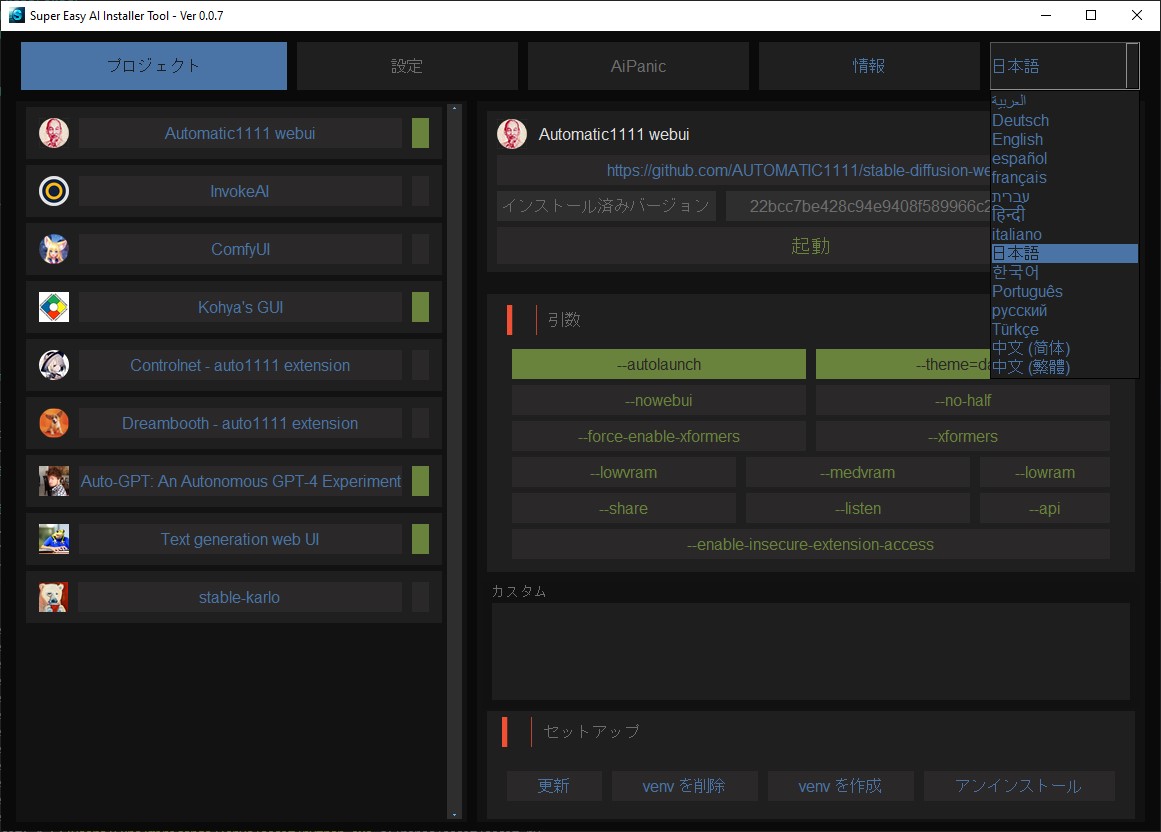 Super Easy AI Installer Tool - Ver 0.0.7
プロジェクト
設定
AiPanic
情報
日本語
العربية
Deutsch
English
español
français
עברית
हिन्दी
italiano
日本語
한국어
Português
русский
Türkçe
中文 (简体)
中文 (繁體)
Automatic1111 webui
InvokeAI
ComfyUI
Kohya's GUI
Controlnet - auto1111 extension
Dreambooth - auto1111 extension
Auto-GPT: An Autonomous GPT-4 Experiment
Text generation web UI
stable-karlo
Automatic1111 webui
https://github.com/AUTOMATIC1111/stable-diffusion-we
インストール済みバージョン
22bcc7be428c94e9408f589966c2
起動
引数
--autolaunch
--theme=da
--nowebui
--no-half
--force-enable-xformers
--xformers
--lowvram
--medvram
--lowram
--share
--listen
--api
--enable-insecure-extension-access
カスタム
セットアップ
更新
venv を削除
venv を作成
アンインストール